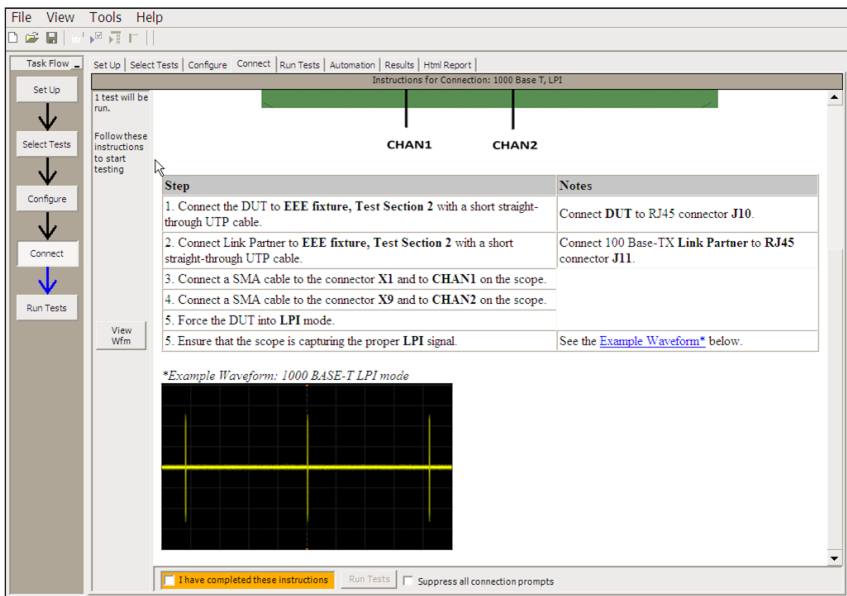 File View Tools Help
Task Flow
Set Up
Select Tests
Configure
Connect
Run Tests
Set Up Select Tests Configure Connect Run Tests Automation Results Html Report
Instructions for Connection: 1000 Base T, LPI
1 test will be
run.
Follow these
instructions
to start
testing
View
Wfm
CHAN1 CHAN2
Step Notes
1. Connect the DUT to EEE fixture, Test Section 2 with a short straight-
through UTP cable.
Connect DUT to RJ45 connector J10.
2. Connect Link Partner to EEE fixture, Test Section 2 with a short
straight-through UTP cable.
Connect 100 Base-TX Link Partner to RJ45
connector J11.
3. Connect a SMA cable to the connector X1 and to CHAN1 on the scope.
4. Connect a SMA cable to the connector X9 and to CHAN2 on the scope.
5. Force the DUT into LPI mode.
5. Ensure that the scope is capturing the proper LPI signal.
See the Example Waveform* below.
*Example Waveform: 1000 BASE-T LPI mode
I have completed these instructions Run Tests Suppress all connection prompts